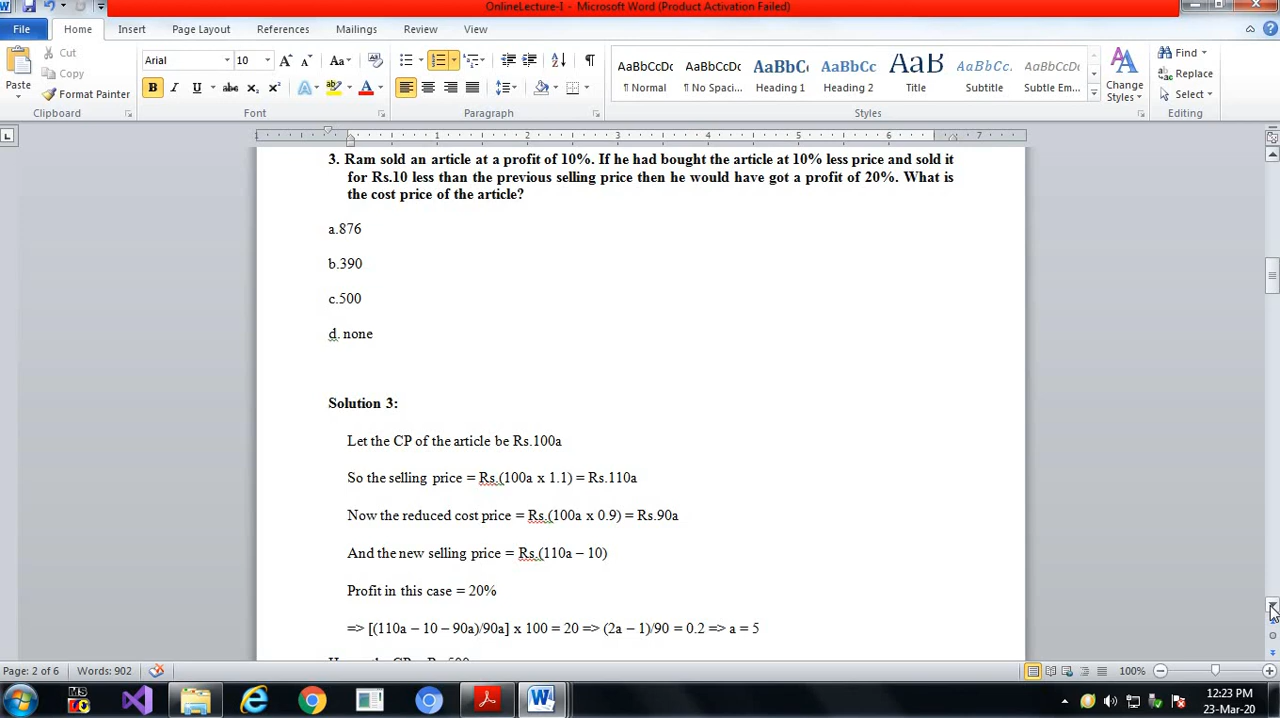 OnlineLecture-I - Microsoft Word (Product Activation Failed)
File Home Insert Page Layout References Mailings Review View
Paste
Cut
Copy
Format Painter
Clipboard
Arial 10
Font
Paragraph
AaBbCcDc AaBbCcDc AaBbC AaBbCc AaB AaBbCc. AaBbCcDc
¶ Normal ¶ No Spaci... Heading 1 Heading 2 Title Subtitle Subtle Em...
Styles
Change
Styles
Find
Replace
Select
Editing
3. Ram sold an article at a profit of 10%. If he had bought the article at 10% less price and sold it
for Rs.10 less than the previous selling price then he would have got a profit of 20%. What is
the cost price of the article?
a.876
b.390
c.500
d. none
Solution 3:
Let the CP of the article be Rs.100a
So the selling price = Rs.(100a x 1.1) = Rs.110a
Now the reduced cost price = Rs.(100a x 0.9) = Rs.90a
And the new selling price = Rs.(110a – 10)
Profit in this case = 20%
=> [(110a – 10 – 90a)/90a] x 100 = 20 => (2a – 1)/90 = 0.2 => a = 5
Page: 2 of 6 Words: 902 100%
12:23 PM
23-Mar-20